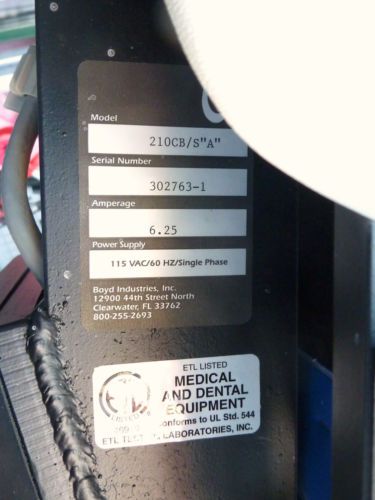 Model
210CB/S"A"
Serial Number
302763-1
Amperage
6.25
Power Supply
115 VAC/60 HZ/Single Phase
Boyd Industries, Inc.
12900 44th Street North
Clearwater, FL 33762
800-255-2693
ETL LISTED
MEDICAL
AND DENTAL
EQUIPMENT
Conforms to UL Std. 544
ETL LABORATORIES, INC.